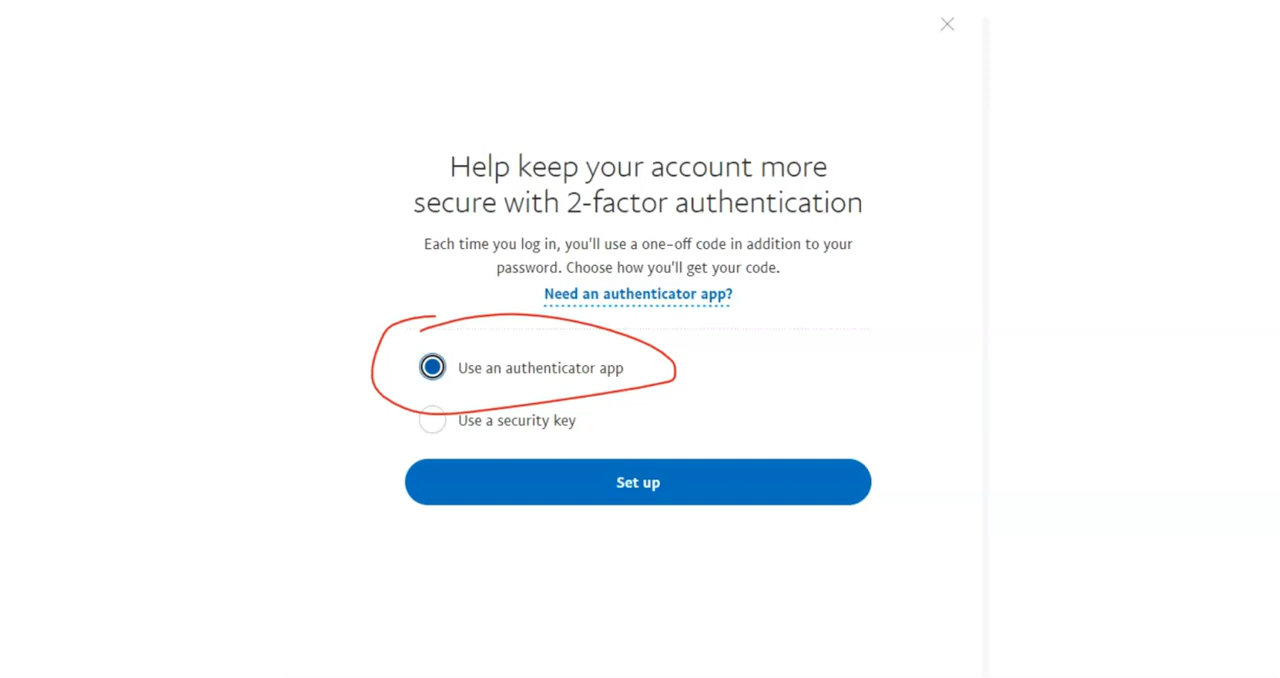 Help keep your account more
secure with 2-factor authentication
Each time you log in, you'll use a one-off code in addition to your
password. Choose how you'll get your code.
Need an authenticator app?
Use an authenticator app
Use a security key
Set up